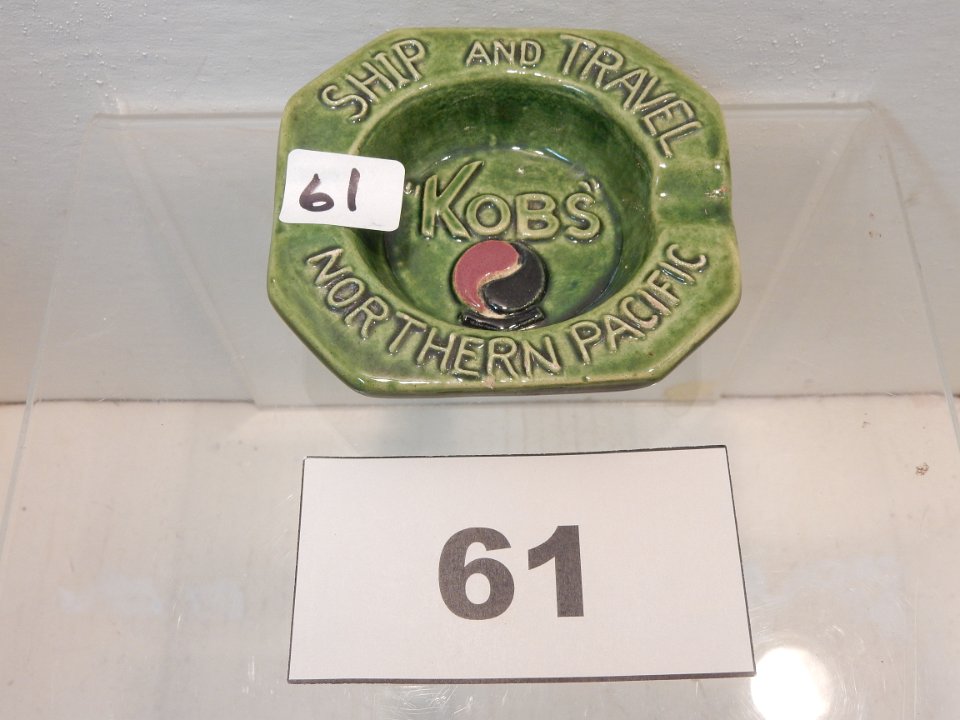 SHIP AND TRAVEL
61
"KOBS"
NORTHERN PACIFIC
61